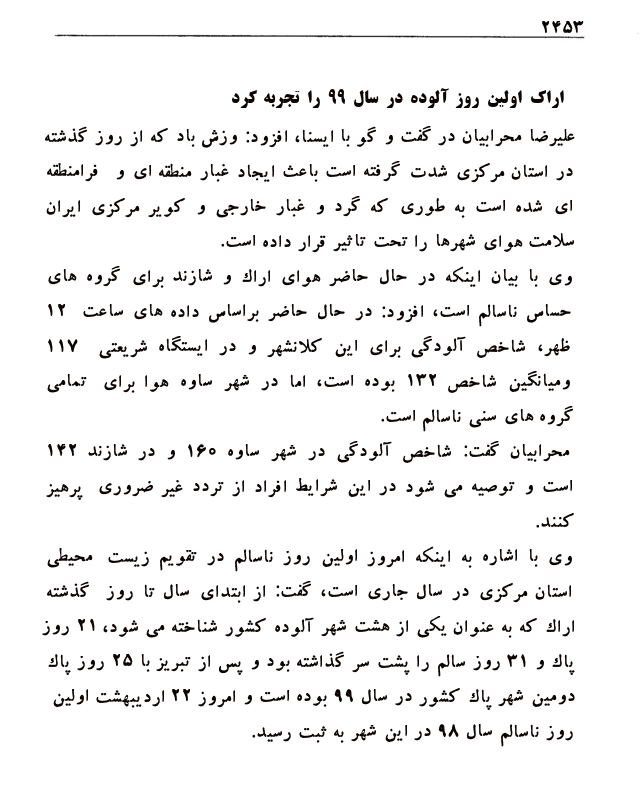 ۲۴۵۳
اراک اولین روز آلوده در سال ۹۹ را تجربه کرد
علیرضا محرابیان در گفت و گو با ایسنا، افزود: وزش باد که از روز گذشته
در استان مرکزی شدت گرفته است باعث ایجاد غبار منطقه ای و فرامنطقه
ای شده است به طوری که گرد و غبار خارجی و کویر مرکزی ایران
سلامت هوای شهرها را تحت تاثیر قرار داده است.
وی با بیان اینکه در حال حاضر هوای اراک و شازند برای گروه های
حساس ناسالم است، افزود: در حال حاضر براساس داده های ساعت ۱۲
ظهر، شاخص آلودگی برای این کلانشهر و در ایستگاه شریعتی ۱۱۷
ومیانگین شاخص ۱۳۲ بوده است، اما در شهر ساوه هوا برای تمامی
گروه های سنی ناسالم است.
محرابیان گفت: شاخص آلودگی در شهر ساوه ۱۶۰ و در شازند ۱۴۲
است و توصیه می شود در این شرایط افراد از تردد غیر ضروری پرهیز
کنند.
وی با اشاره به اینکه امروز اولین روز ناسالم در تقویم زیست محیطی
استان مرکزی در سال جاری است، گفت: از ابتدای سال تا روز گذشته
اراک که به عنوان یکی از هشت شهر آلوده کشور شناخته می شود، ۲۱ روز
پاک و ۳۱ روز سالم را پشت سر گذاشته بود و پس از تبریز با ۲۵ روز پاک
دومین شهر پاک کشور در سال ۹۹ بوده است و امروز ۲۲ اردیبهشت اولین
روز ناسالم سال ۹۸ در این شهر به ثبت رسید.